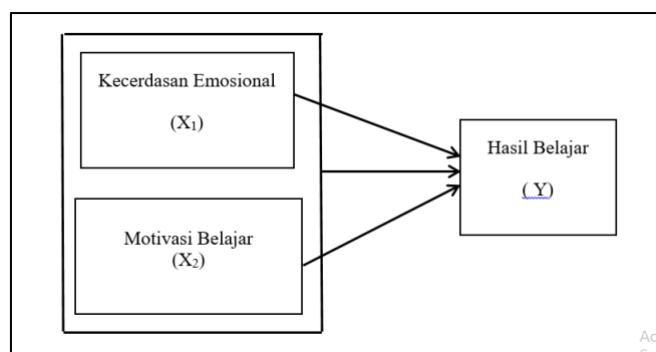 Kecerdasan Emosional
(X₁)
Hasil Belajar
( Y)
Motivasi Belajar
(X₂)